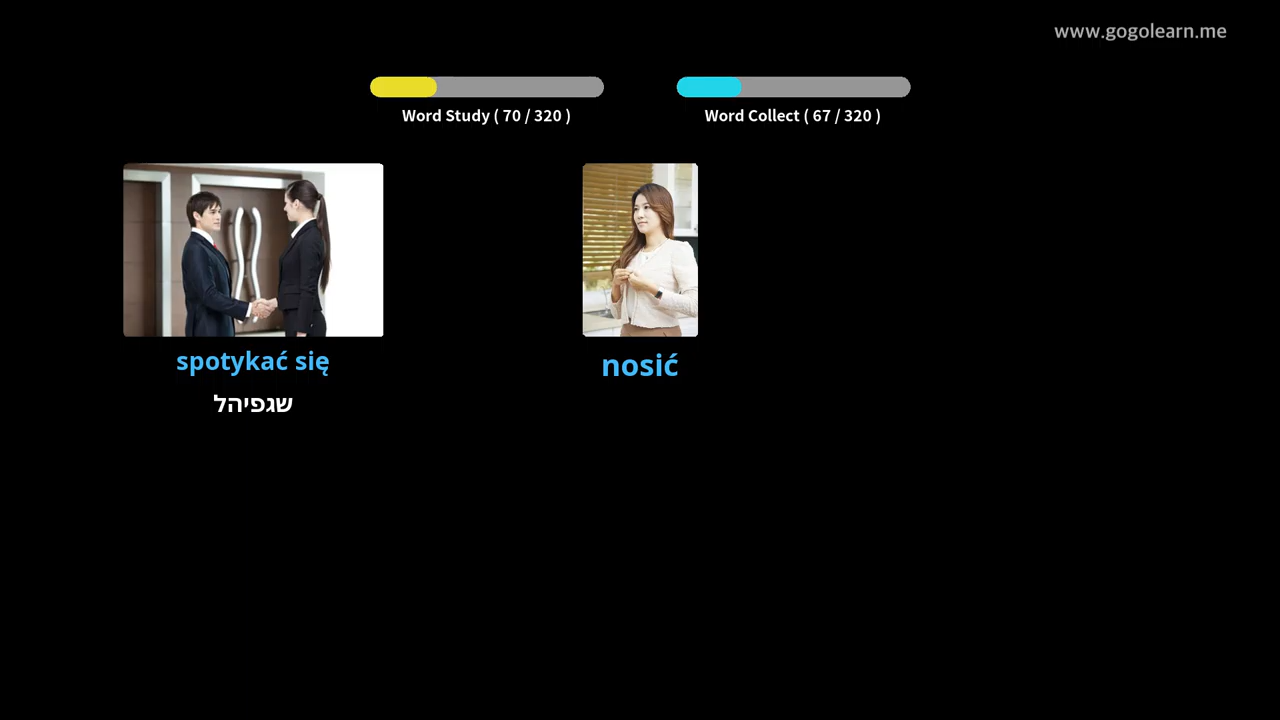 www.gogolearn.me
Word Study ( 70 / 320 )
Word Collect ( 67 / 320 )
spotykać się
שגפיהל
nosić